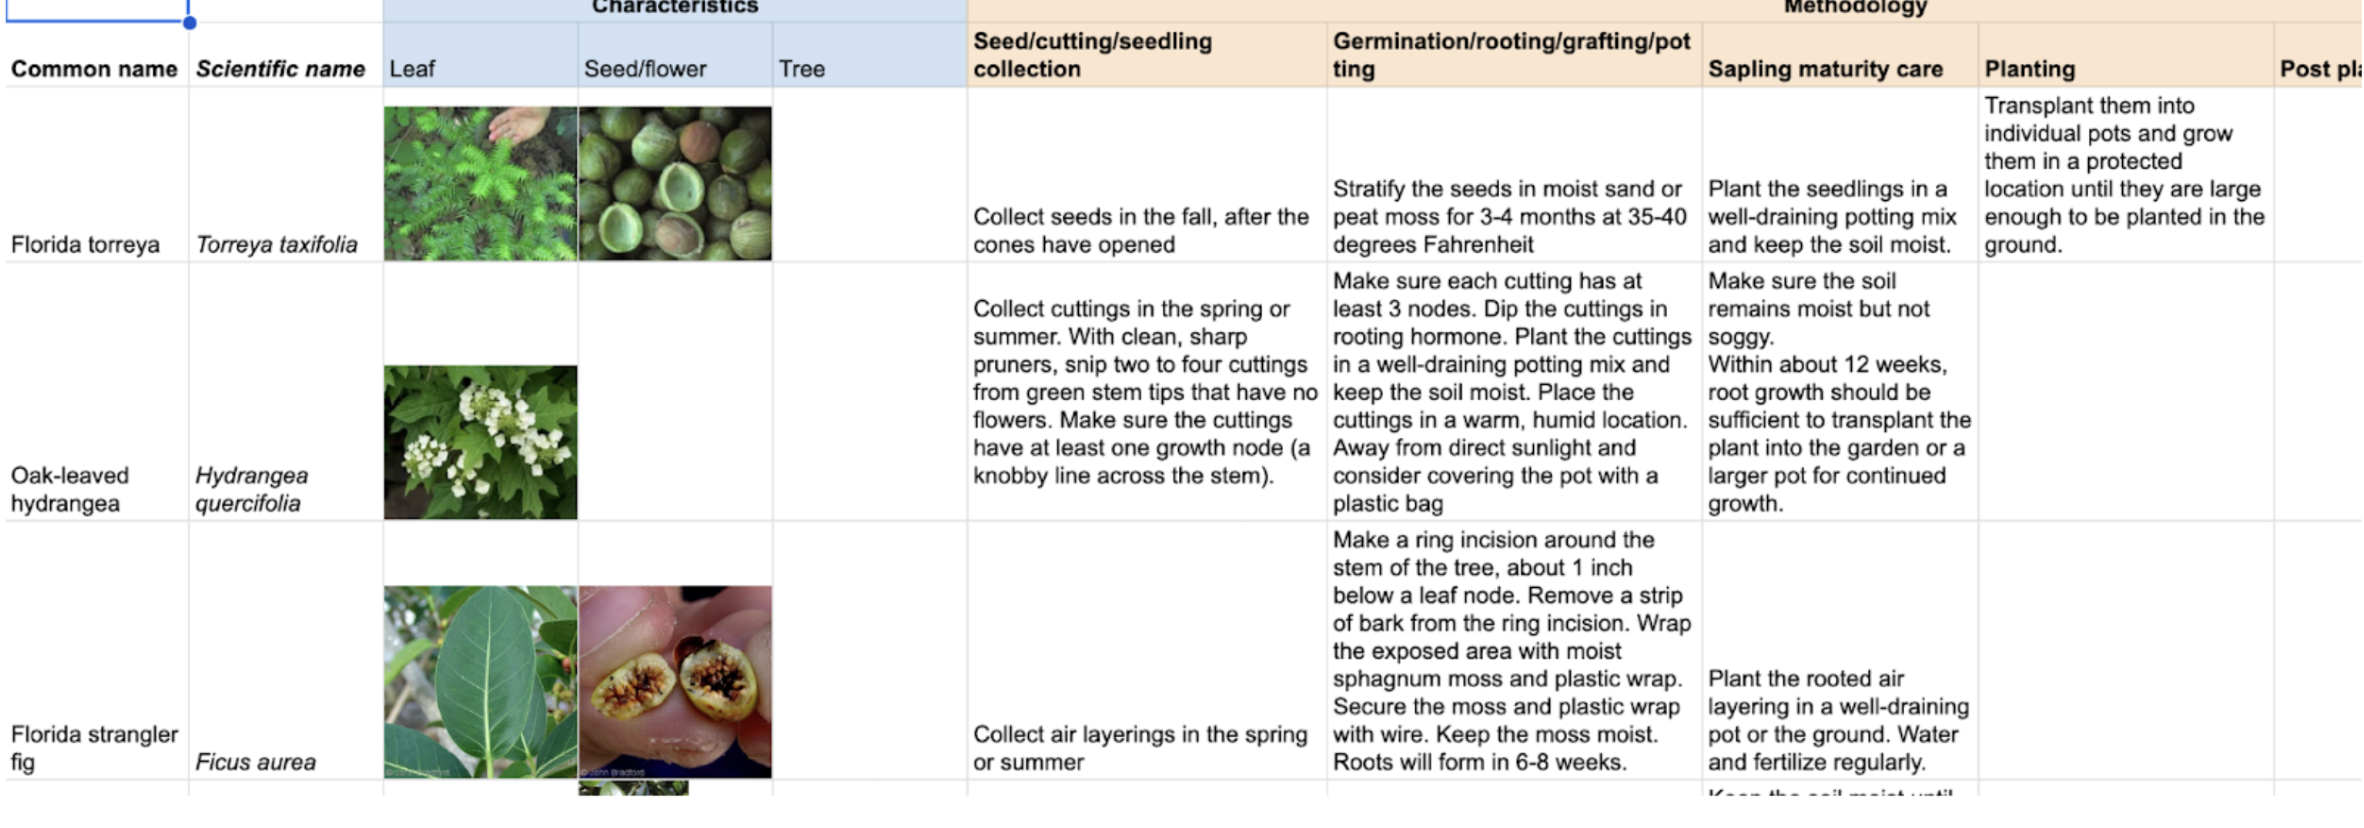 Characteristics
Methodology
Common name
Scientific name
Leaf
Seed/flower
Tree
Seed/cutting/seedling
collection
Germination/rooting/grafting/pot
ting
Sapling maturity care
Planting
Post pla
Florida torreya
Torreya taxifolia
Collect seeds in the fall, after the
cones have opened
Stratify the seeds in moist sand or
peat moss for 3-4 months at 35-40
degrees Fahrenheit
Plant the seedlings in a
well-draining potting mix
and keep the soil moist.
Transplant them into
individual pots and grow
them in a protected
location until they are large
enough to be planted in the
ground.
Oak-leaved
hydrangea
Hydrangea
quercifolia
Collect cuttings in the spring or
summer. With clean, sharp
pruners, snip two to four cuttings
from green stem tips that have no
flowers. Make sure the cuttings
have at least one growth node (a
knobby line across the stem).
Make sure each cutting has at
least 3 nodes. Dip the cuttings in
rooting hormone. Plant the cuttings
in a well-draining potting mix and
keep the soil moist. Place the
cuttings in a warm, humid location.
Away from direct sunlight and
consider covering the pot with a
plastic bag
Make sure the soil
remains moist but not
soggy.
Within about 12 weeks,
root growth should be
sufficient to transplant the
plant into the garden or a
larger pot for continued
growth.
Florida strangler
fig
Ficus aurea
© John Bradford
Collect air layerings in the spring
or summer
Make a ring incision around the
stem of the tree, about 1 inch
below a leaf node. Remove a strip
of bark from the ring incision. Wrap
the exposed area with moist
sphagnum moss and plastic wrap.
Secure the moss and plastic wrap
with wire. Keep the moss moist.
Roots will form in 6-8 weeks.
Plant the rooted air
layering in a well-draining
pot or the ground. Water
and fertilize regularly.
Keep the soil moist until